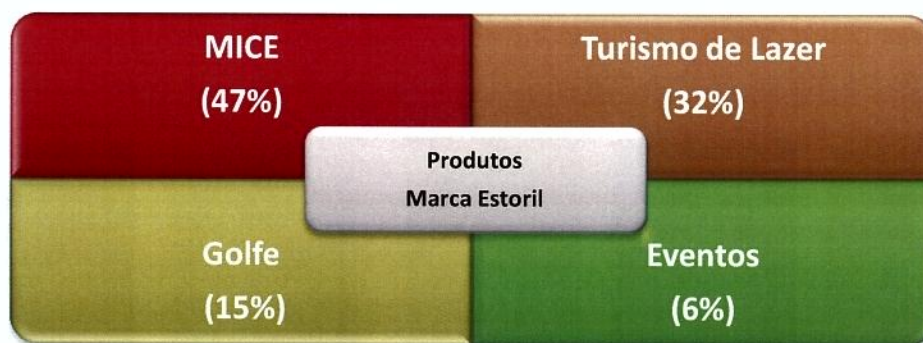 MICE
(47%)
Turismo de Lazer
(32%)
Produtos
Marca Estoril
Golfe
(15%)
Eventos
(6%)